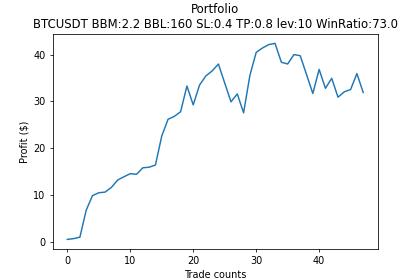 Portfolio
BTCUSDT BBM:2.2 BBL:160 SL:0.4 TP:0.8 lev:10 WinRatio:73.0
40
30
20
10
0
Profit ($)
0 10 20 30 40
Trade counts